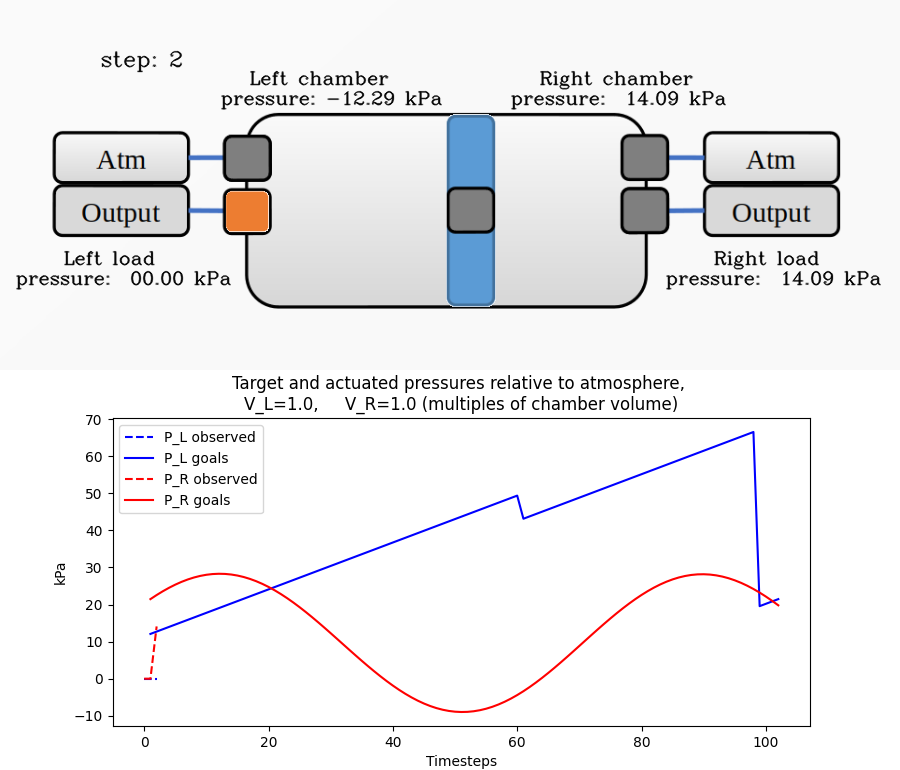 step: 2
Left chamber
pressure: −12.29 kPa
Right chamber
pressure: 14.09 kPa
Atm
Output
Atm
Output
Left load
pressure: 00.00 kPa
Right load
pressure: 14.09 kPa
Target and actuated pressures relative to atmosphere,
V_L=1.0, V_R=1.0 (multiples of chamber volume)
P_L observed
P_L goals
P_R observed
P_R goals
70
60
50
40
30
20
10
0
−10
kPa
0 20 40 60 80 100
Timesteps